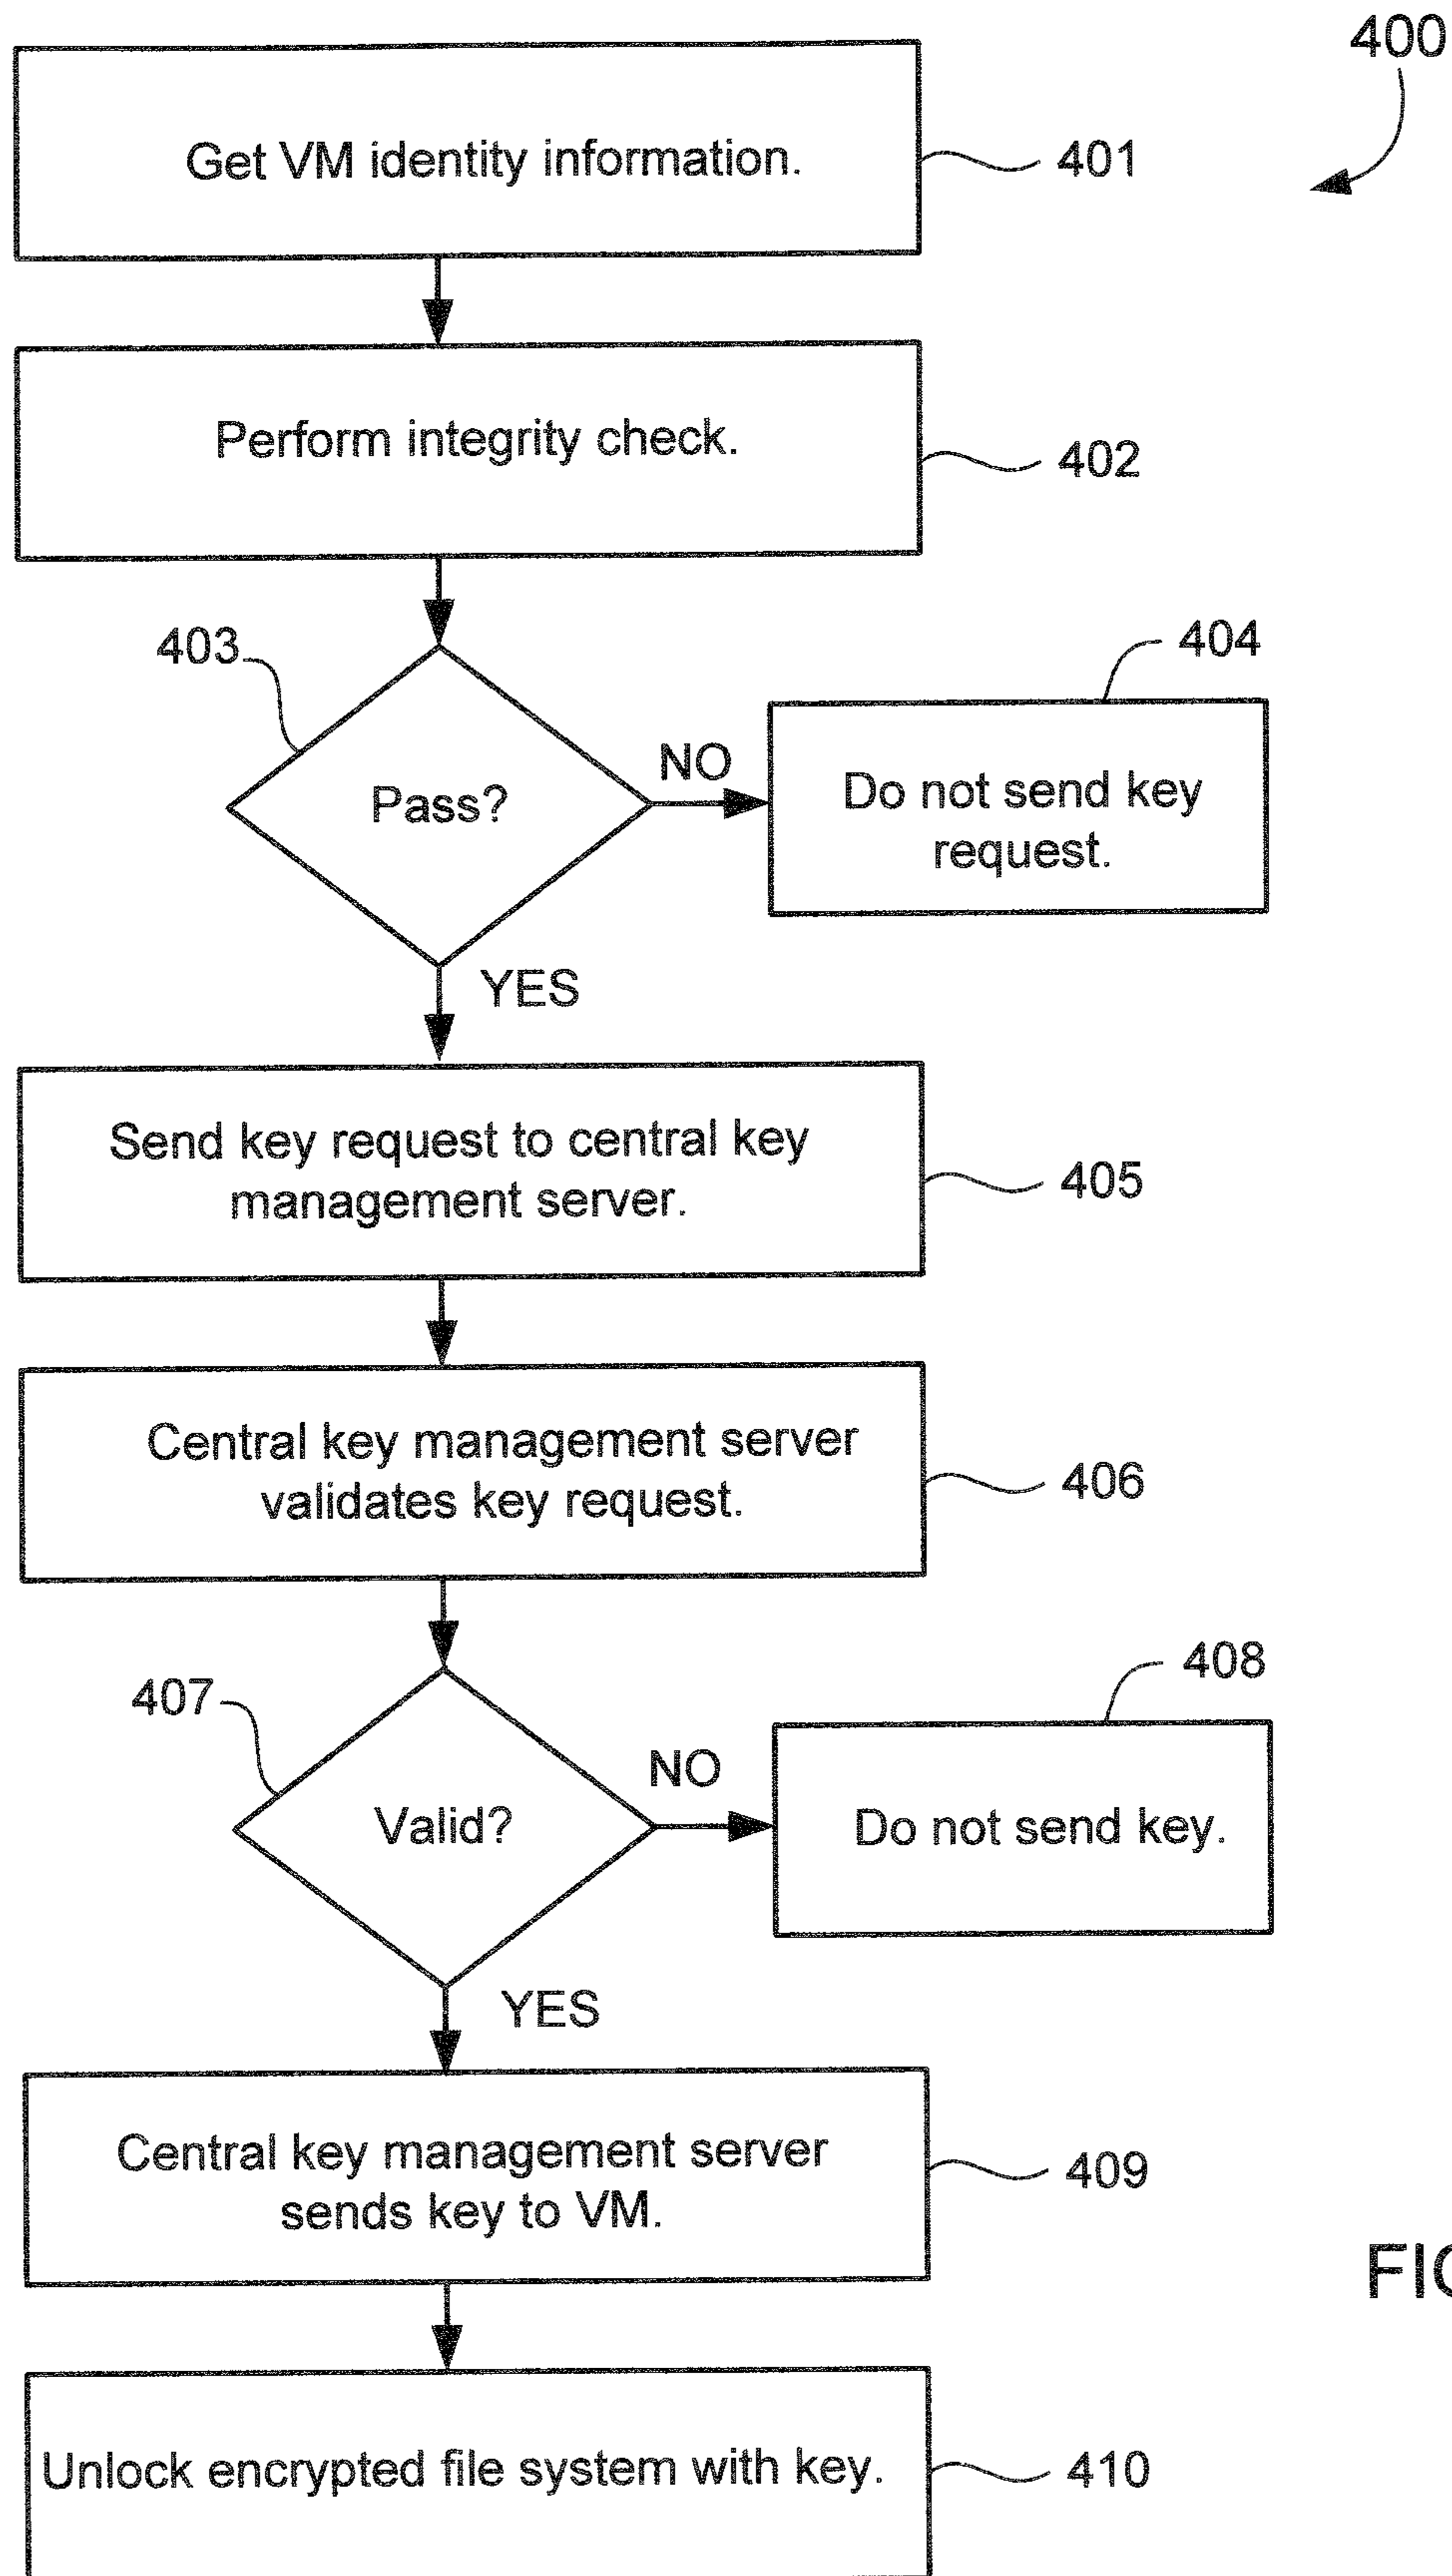 400
Get VM identity information.
401
Perform integrity check.
402
403
404
Pass?
NO
Do not send key
request.
YES
Send key request to central key
management server.
405
Central key management server
validates key request.
406
407
408
Valid?
NO
Do not send key.
YES
Central key management server
sends key to VM.
409
Unlock encrypted file system with key.
410